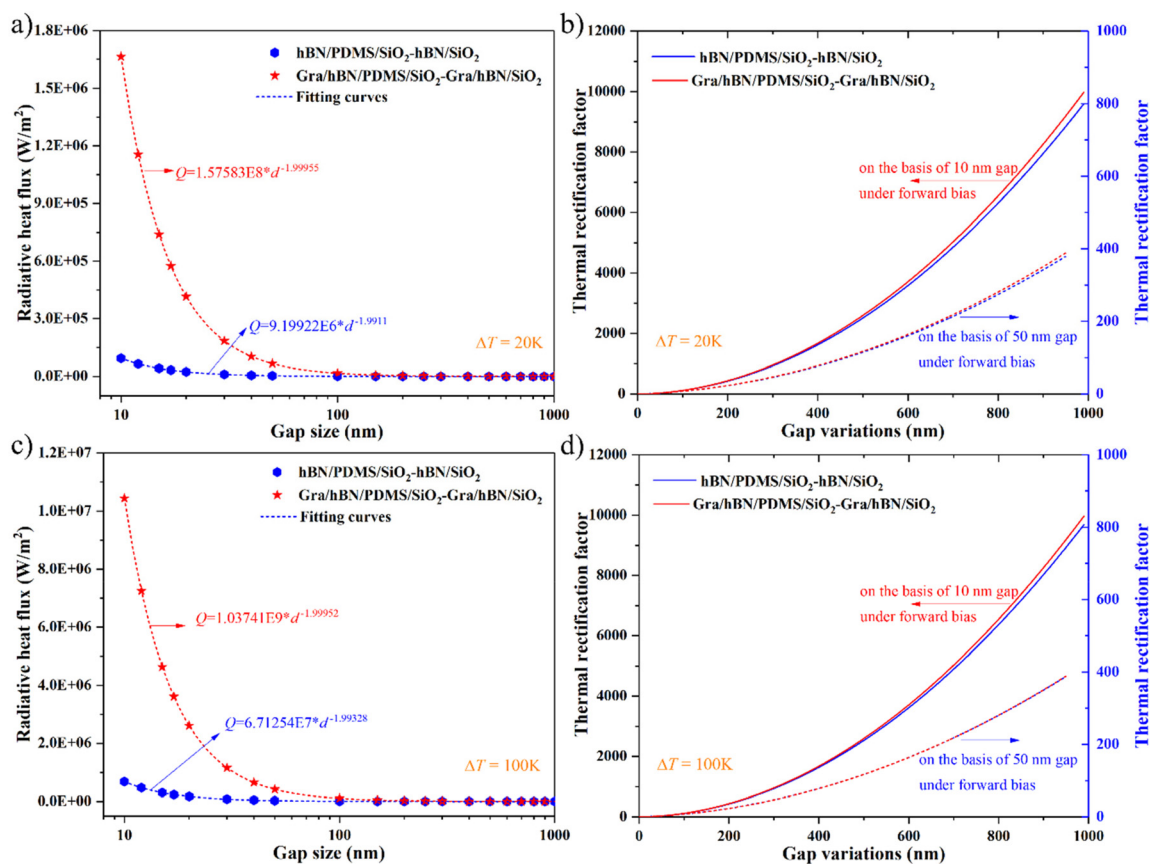 a)
Radiative heat flux (W/m²)
1.8E+06
1.5E+06
1.2E+06
9.0E+05
6.0E+05
3.0E+05
0.0E+00
hBN/PDMS/SiO₂-hBN/SiO₂
Gra/hBN/PDMS/SiO₂-Gra/hBN/SiO₂
Fitting curves
Q=1.57583E8*d^-1.99955
Q=9.19922E6*d^-1.9911
ΔT = 20K
10 100 1000
Gap size (nm)
b)
Thermal rectification factor
12000
10000
8000
6000
4000
2000
0
hBN/PDMS/SiO₂-hBN/SiO₂
Gra/hBN/PDMS/SiO₂-Gra/hBN/SiO₂
on the basis of 10 nm gap
under forward bias
on the basis of 50 nm gap
under forward bias
ΔT = 20K
0 200 400 600 800 1000
Gap variations (nm)
1000
800
600
400
200
0
Thermal rectification factor
c)
Radiative heat flux (W/m²)
1.2E+07
1.0E+07
8.0E+06
6.0E+06
4.0E+06
2.0E+06
0.0E+00
hBN/PDMS/SiO₂-hBN/SiO₂
Gra/hBN/PDMS/SiO₂-Gra/hBN/SiO₂
Fitting curves
Q=1.03741E9*d^-1.99952
Q=6.71254E7*d^-1.99328
ΔT = 100K
10 100 1000
Gap size (nm)
d)
Thermal rectification factor
12000
10000
8000
6000
4000
2000
0
hBN/PDMS/SiO₂-hBN/SiO₂
Gra/hBN/PDMS/SiO₂-Gra/hBN/SiO₂
on the basis of 10 nm gap
under forward bias
on the basis of 50 nm gap
under forward bias
ΔT = 100K
0 200 400 600 800 1000
Gap variations (nm)
1000
800
600
400
200
0
Thermal rectification factor